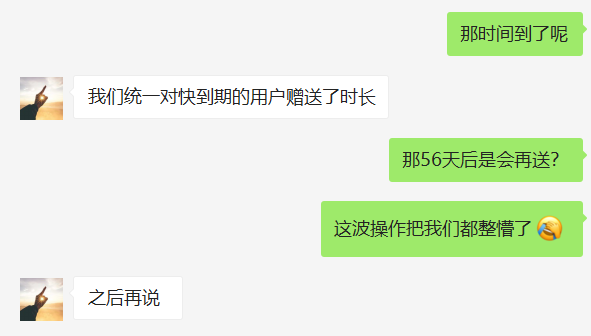 那时间到了呢
我们统一对快到期的用户赠送了时长
那56天后是会再送？
这波操作把我们都整懵了
之后再说